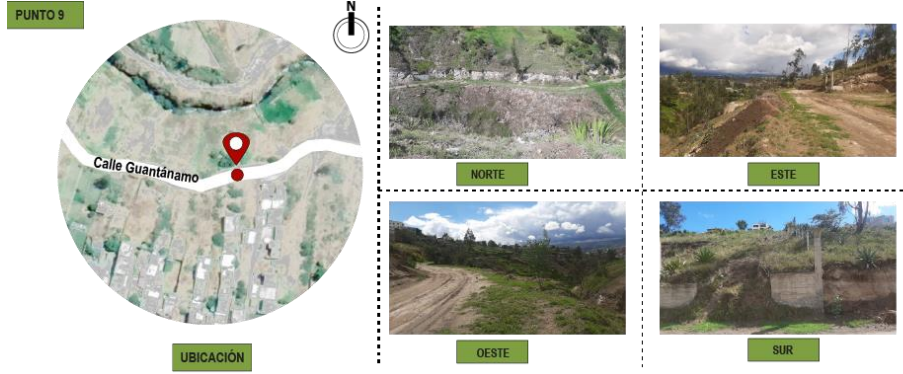 PUNTO 9
N
Calle Guantánamo
UBICACIÓN
NORTE
ESTE
OESTE
SUR